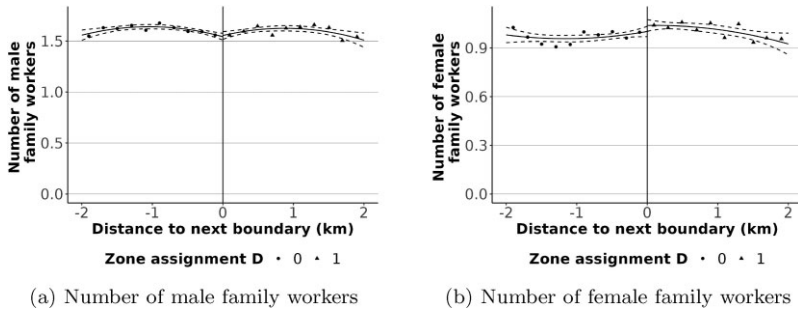 Number of male
family workers
1.5
1.0
0.5
0.0
-2
-1
0
1
2
Distance to next boundary (km)
Zone assignment D • 0 ▲ 1
(a) Number of male family workers
Number of female
family workers
0.9
0.6
0.3
0.0
-2
-1
0
1
2
Distance to next boundary (km)
Zone assignment D • 0 ▲ 1
(b) Number of female family workers